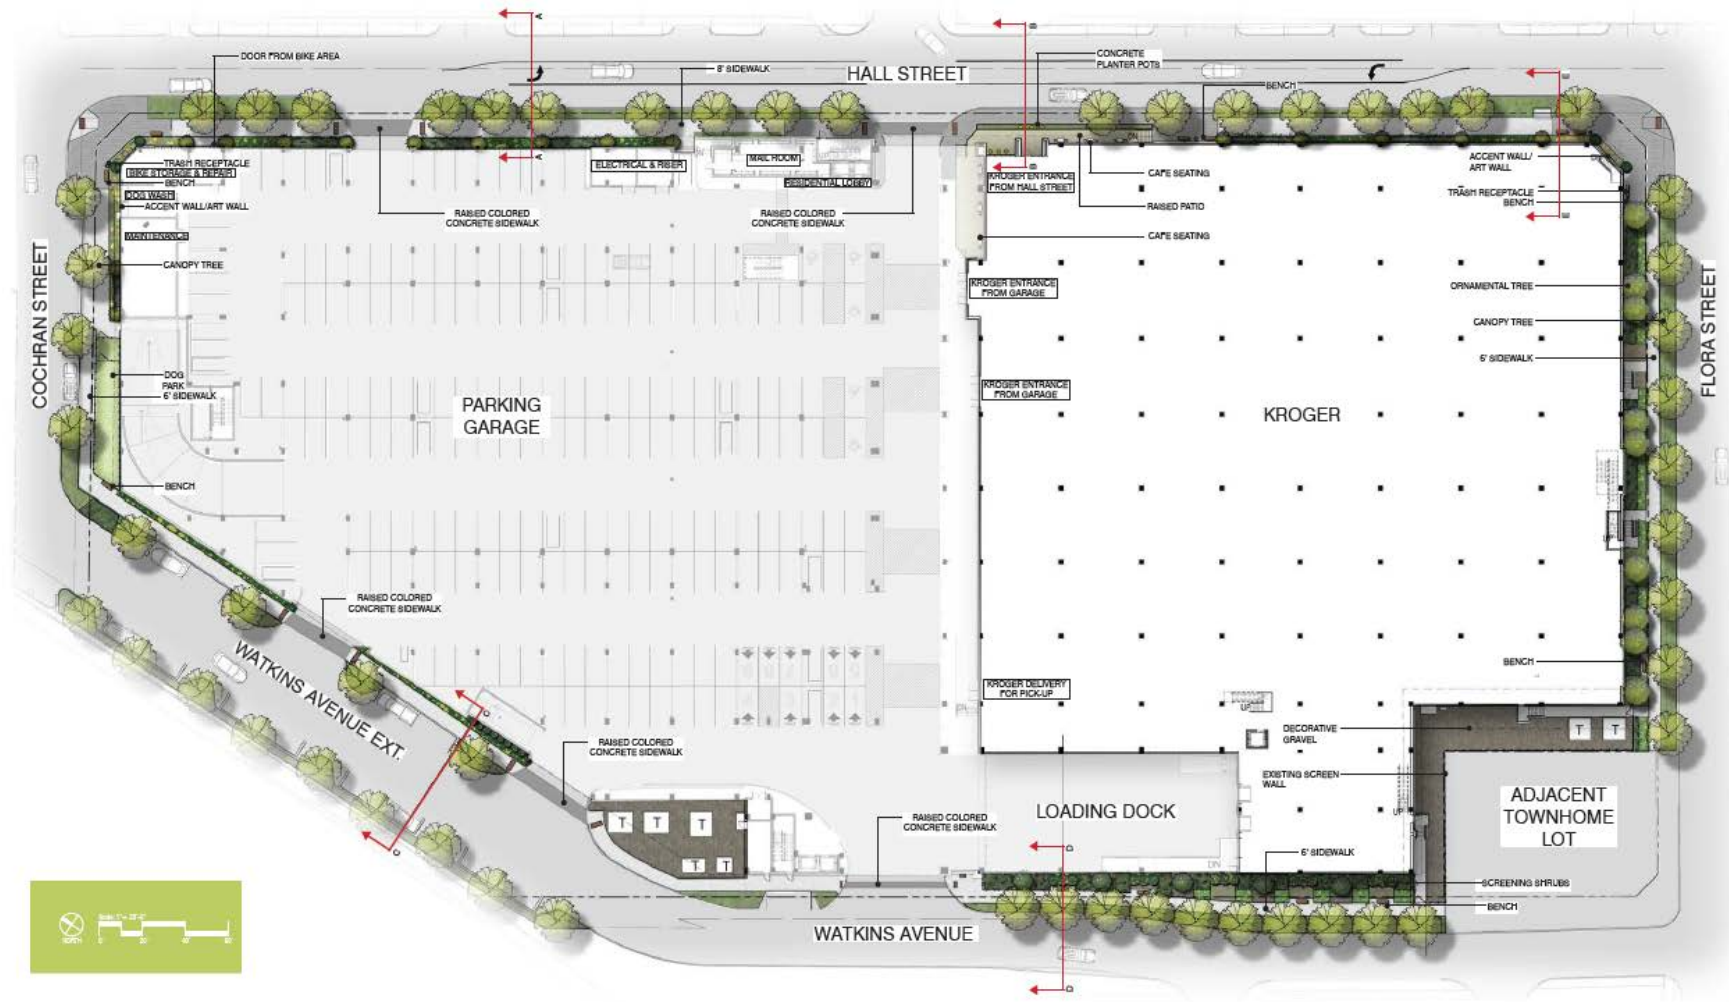 DOOR FROM BIKE AREA
A
8' SIDEWALK
HALL STREET
B
CONCRETE
PLANTER POTS
BENCH
E
TRASH RECEPTACLE
BIKE STORAGE & REPAIR
BENCH
DOG WASH
ACCENT WALL/ART WALL
MAINTENANCE
CANOPY TREE
COCHRAN STREET
DOG
PARK
6' SIDEWALK
BENCH
A
ELECTRICAL & RISER
MAIL ROOM
RESIDENTIAL LOBBY
RAISED COLORED
CONCRETE SIDEWALK
RAISED COLORED
CONCRETE SIDEWALK
DN
B
KROGER ENTRANCE
FROM HALL STREET
CAFE SEATING
RAISED PATIO
CAFE SEATING
KROGER ENTRANCE
FROM GARAGE
KROGER ENTRANCE
FROM GARAGE
PARKING
GARAGE
KROGER
ACCENT WALL/
ART WALL
TRASH RECEPTACLE
BENCH
E
ORNAMENTAL TREE
CANOPY TREE
6' SIDEWALK
FLORA STREET
UP
BENCH
RAISED COLORED
CONCRETE SIDEWALK
WATKINS AVENUE EXT.
C
C
RAISED COLORED
CONCRETE SIDEWALK
KROGER DELIVERY
FOR PICK-UP
UP
DECORATIVE
GRAVEL
T T
EXISTING SCREEN
WALL
UP
ADJACENT
TOWNHOME
LOT
LOADING DOCK
RAISED COLORED
CONCRETE SIDEWALK
T T T
T T
D
DN
6' SIDEWALK
SCREENING SHRUBS
BENCH
WATKINS AVENUE
D
NORTH
0'